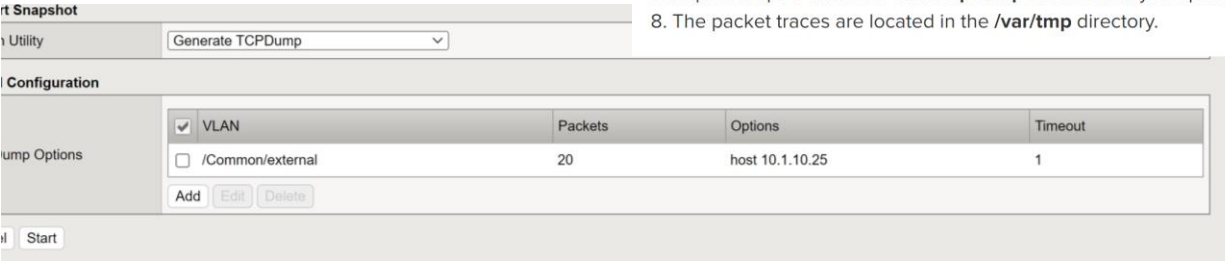 rt Snapshot
8. The packet traces are located in the /var/tmp directory.
n Utility
Generate TCPDump
Configuration
VLAN Packets Options Timeout
ump Options
/Common/external 20 host 10.1.10.25 1
Add Edit Delete
el Start